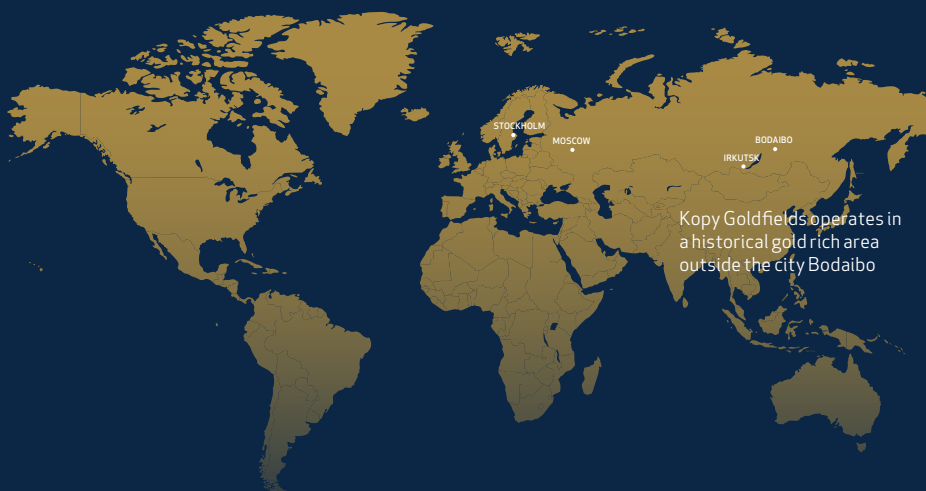 STOCKHOLM
MOSCOW
BODAIBO
IRKUTSK
Kopy Goldfields operates in
a historical gold rich area
outside the city Bodaibo